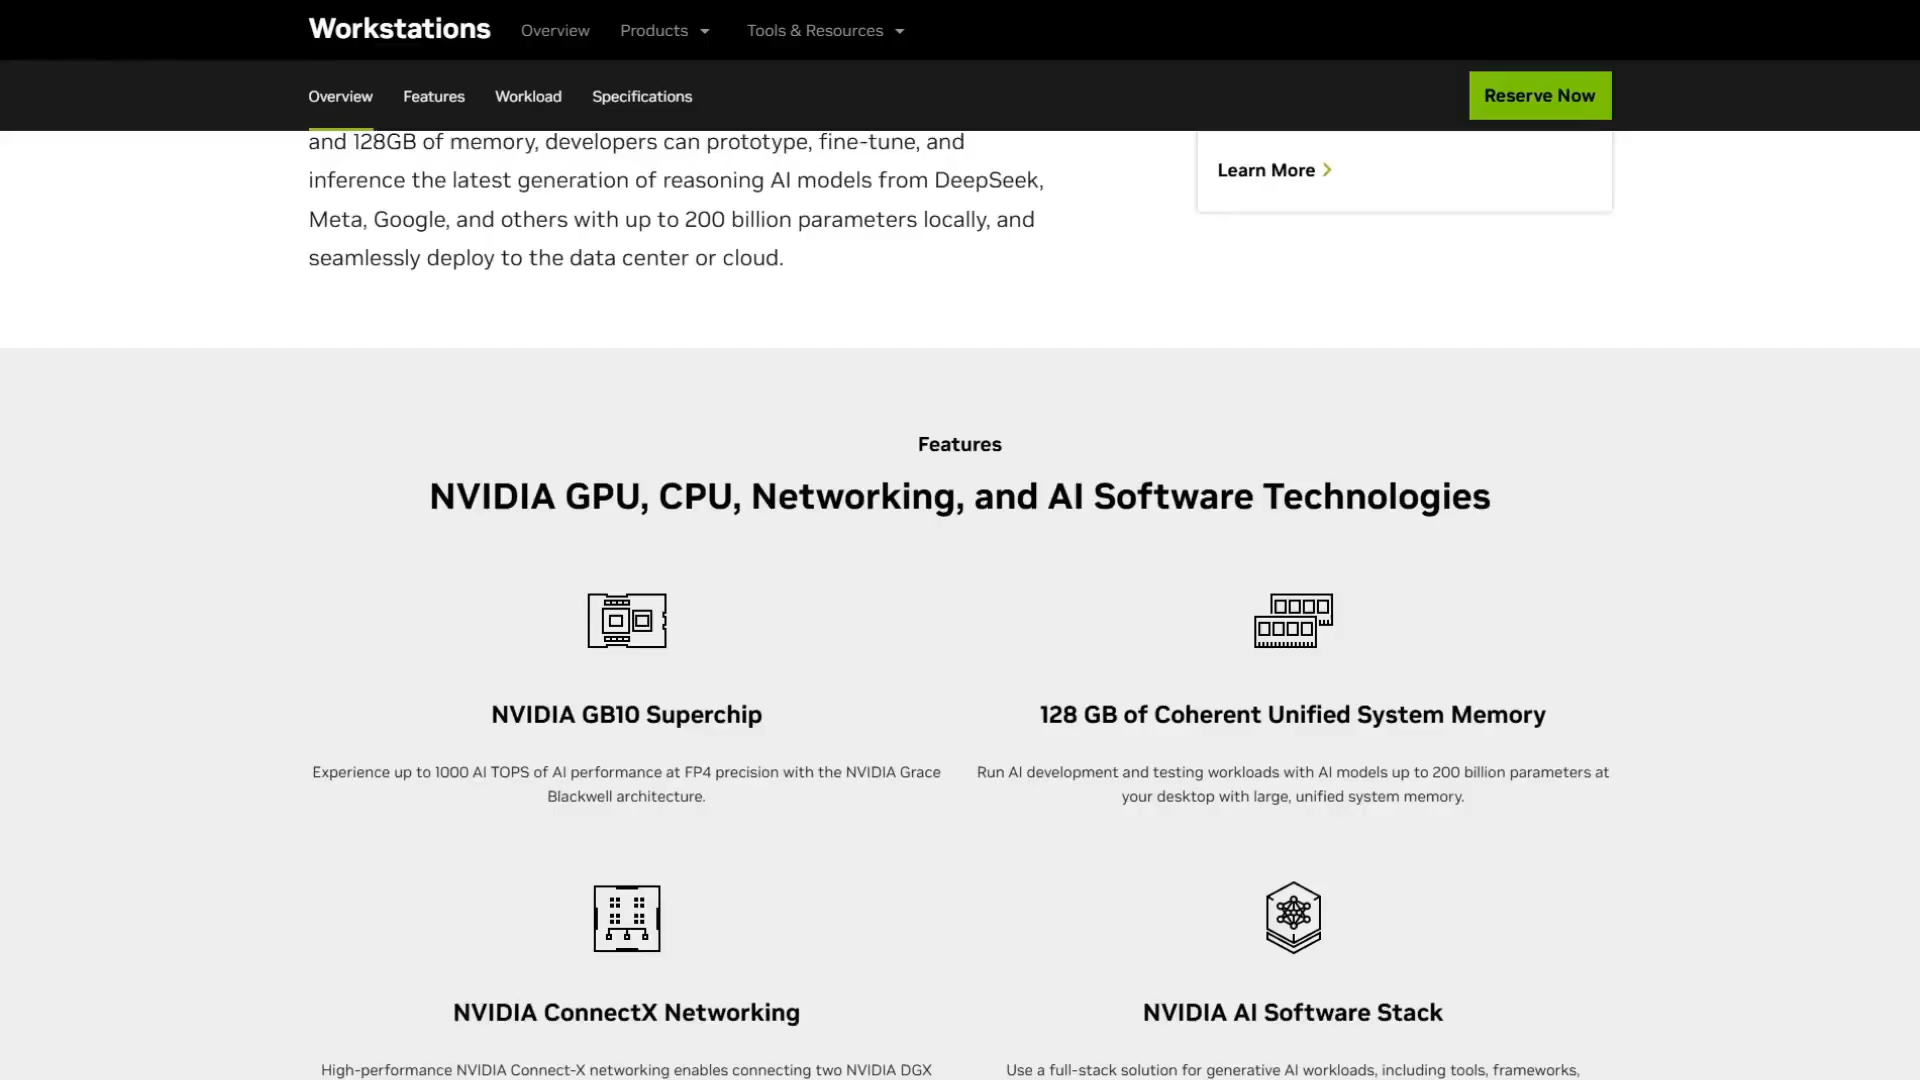 Workstations
Overview
Products
Tools & Resources
Overview
Features
Workload
Specifications
Reserve Now
and 128GB of memory, developers can prototype, fine-tune, and
inference the latest generation of reasoning AI models from DeepSeek,
Meta, Google, and others with up to 200 billion parameters locally, and
seamlessly deploy to the data center or cloud.
Learn More
Features
NVIDIA GPU, CPU, Networking, and AI Software Technologies
NVIDIA GB10 Superchip
Experience up to 1000 AI TOPS of AI performance at FP4 precision with the NVIDIA Grace
Blackwell architecture.
128 GB of Coherent Unified System Memory
Run AI development and testing workloads with AI models up to 200 billion parameters at
your desktop with large, unified system memory.
NVIDIA ConnectX Networking
High-performance NVIDIA Connect-X networking enables connecting two NVIDIA DGX
NVIDIA AI Software Stack
Use a full-stack solution for generative AI workloads, including tools, frameworks,